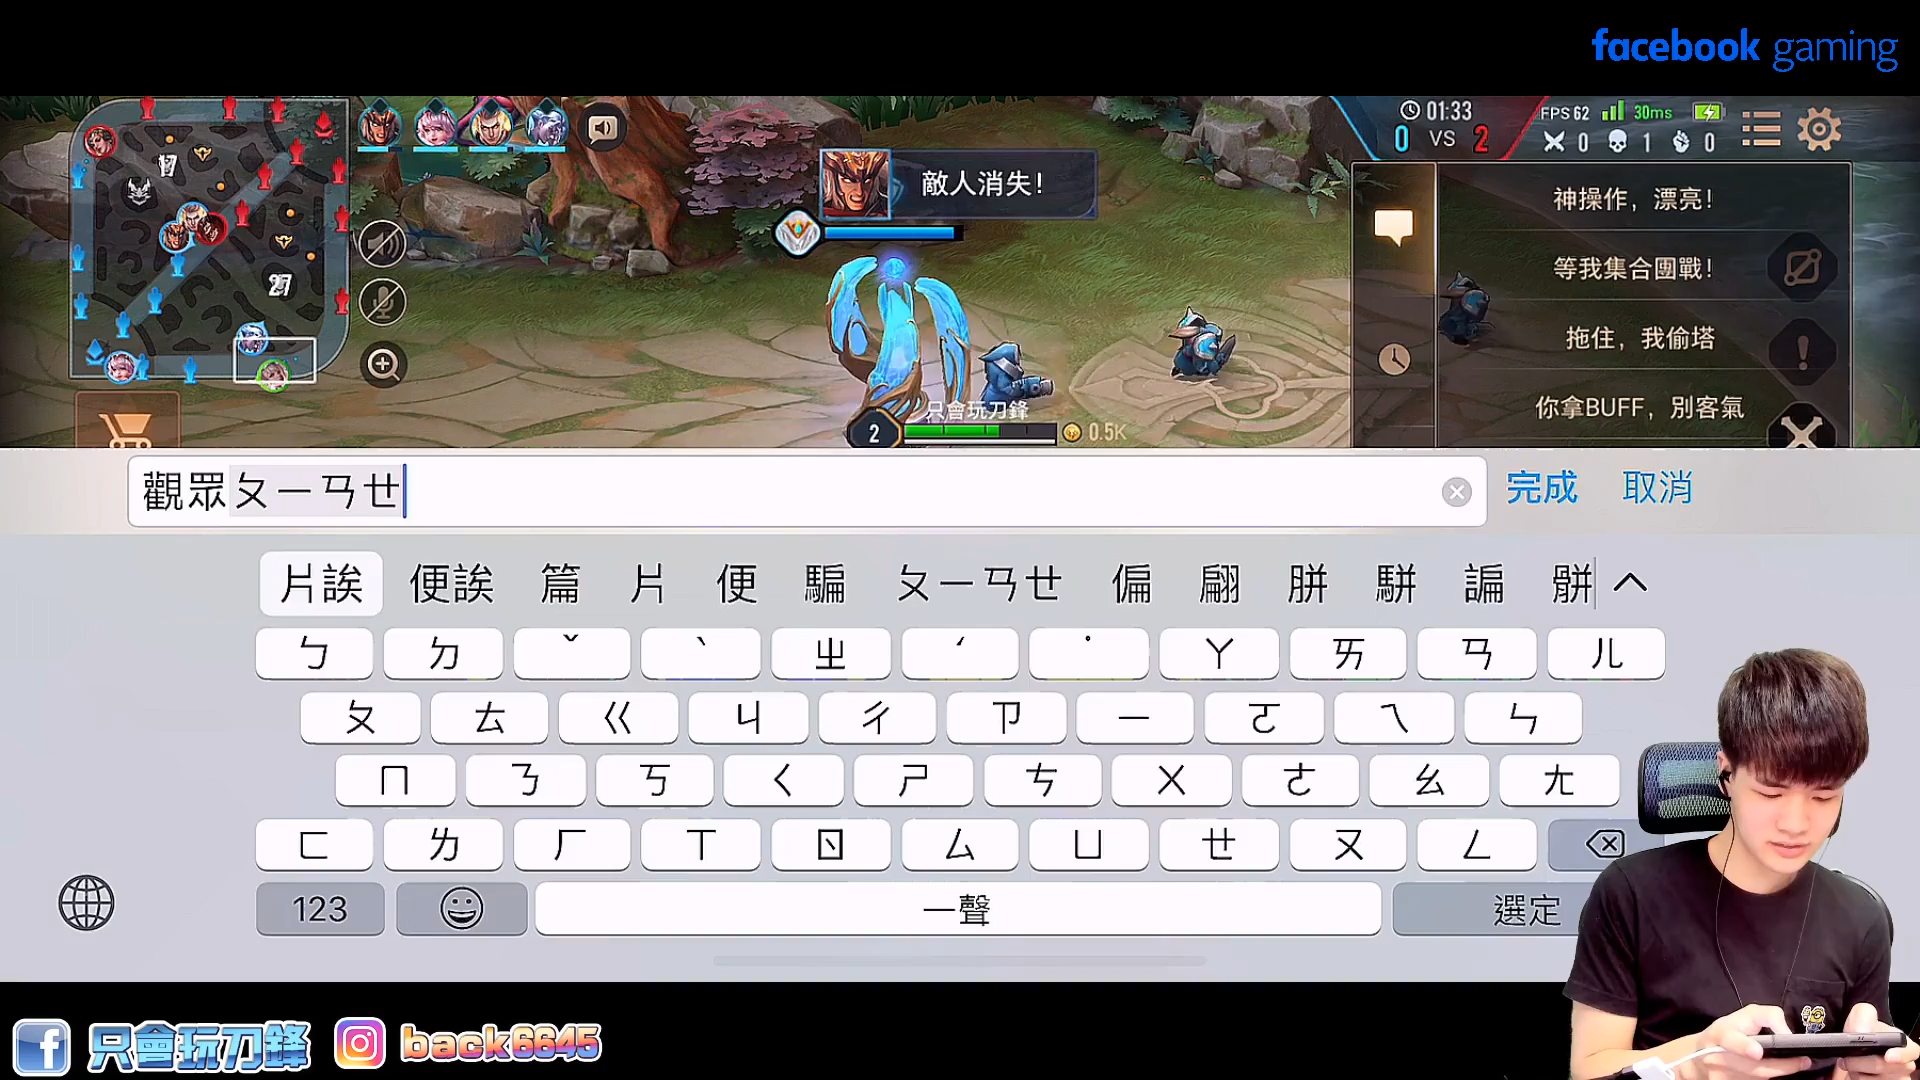 facebook gaming
01:33
0 VS 2
FPS 62 30ms
0 1 0
17
27
敵人消失！
神操作，漂亮！
等我集合團戰！
拖住，我偷塔
你拿BUFF，別客氣
只會玩刀鋒
2
0.5K
觀眾ㄆㄧㄢㄝ
完成 取消
片誒 便誒 篇 片 便 騙 ㄆㄧㄢㄝ 偏 翩 胼 駢 諞 骿
ㄅ ㄉ ˇ ˋ ㄓ ˊ ˙ ㄚ ㄞ ㄢ ㄦ
ㄆ ㄊ ㄍ ㄐ ㄔ ㄗ ㄧ ㄛ ㄟ ㄣ
ㄇ ㄋ ㄎ ㄑ ㄕ ㄘ ㄨ ㄜ ㄠ ㄤ
ㄈ ㄌ ㄏ ㄒ ㄖ ㄙ ㄩ ㄝ ㄡ ㄥ
123 一聲 選定
只會玩刀鋒 back6645